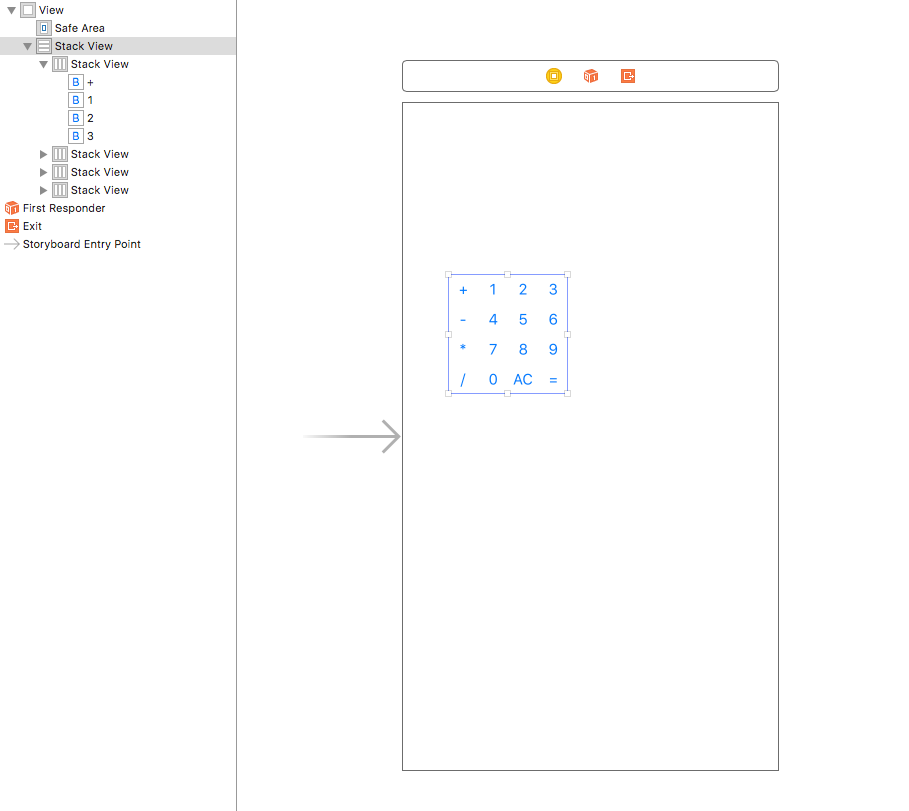 View
Safe Area
Stack View
Stack View
B +
B 1
B 2
B 3
Stack View
Stack View
Stack View
First Responder
Exit
Storyboard Entry Point
+ 1 2 3
- 4 5 6
* 7 8 9
/ 0 AC =